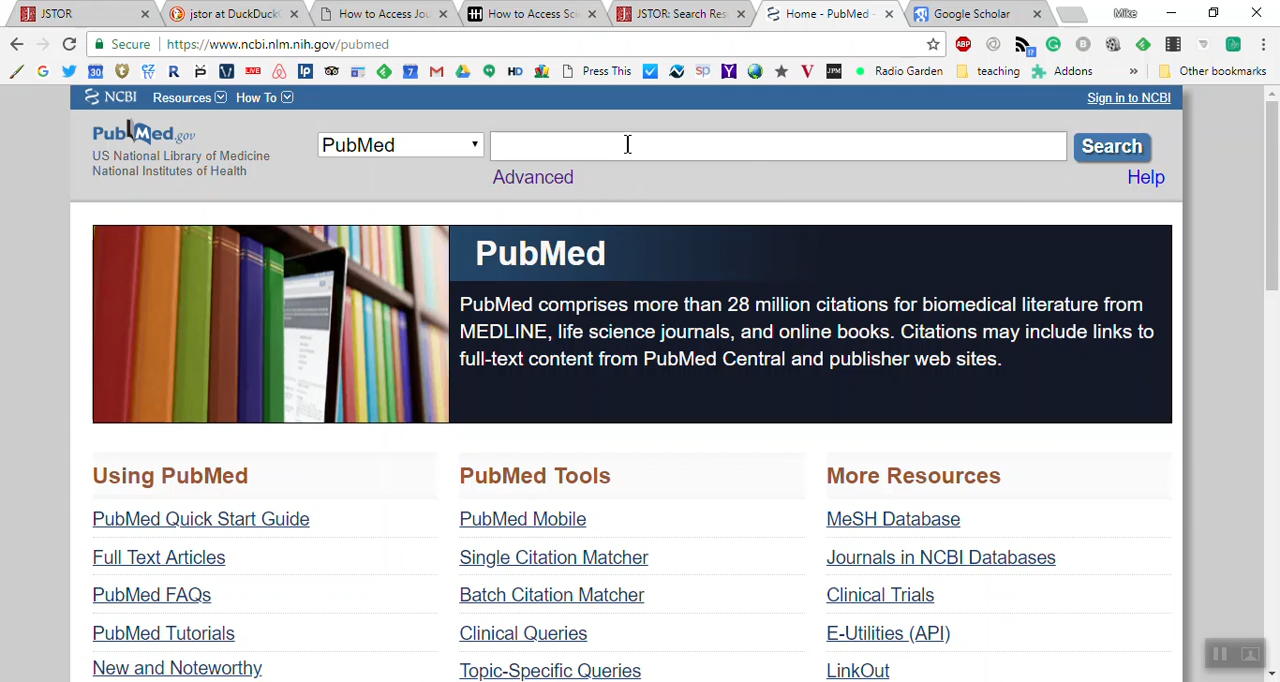 JSTOR
jstor at DuckDuck
How to Access Jou
How to Access Sci
JSTOR: Search Res
Home - PubMed -
Google Scholar
Mike
Secure
https://www.ncbi.nlm.nih.gov/pubmed
Press This
Radio Garden
teaching
Addons
»
Other bookmarks
NCBI Resources How To
Sign in to NCBI
PubMed.gov
US National Library of Medicine
National Institutes of Health
PubMed
Search
Advanced
Help
PubMed
PubMed comprises more than 28 million citations for biomedical literature from
MEDLINE, life science journals, and online books. Citations may include links to
full-text content from PubMed Central and publisher web sites.
Using PubMed
PubMed Quick Start Guide
Full Text Articles
PubMed FAQs
PubMed Tutorials
New and Noteworthy
PubMed Tools
PubMed Mobile
Single Citation Matcher
Batch Citation Matcher
Clinical Queries
Topic-Specific Queries
More Resources
MeSH Database
Journals in NCBI Databases
Clinical Trials
E-Utilities (API)
LinkOut